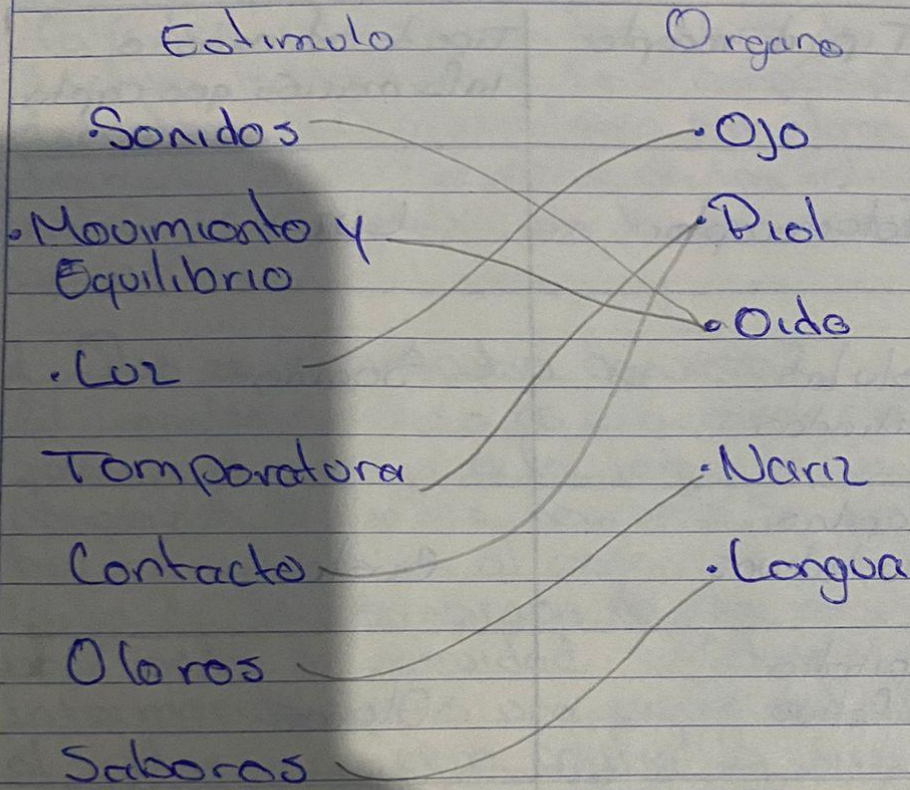 Estimulo Organo
.Sonidos .Ojo
.Movimiento y .Piel
Equilibrio
.Oido
.Luz
Temperatura .Nariz
Contacto .Lengua
Olores
Sabores